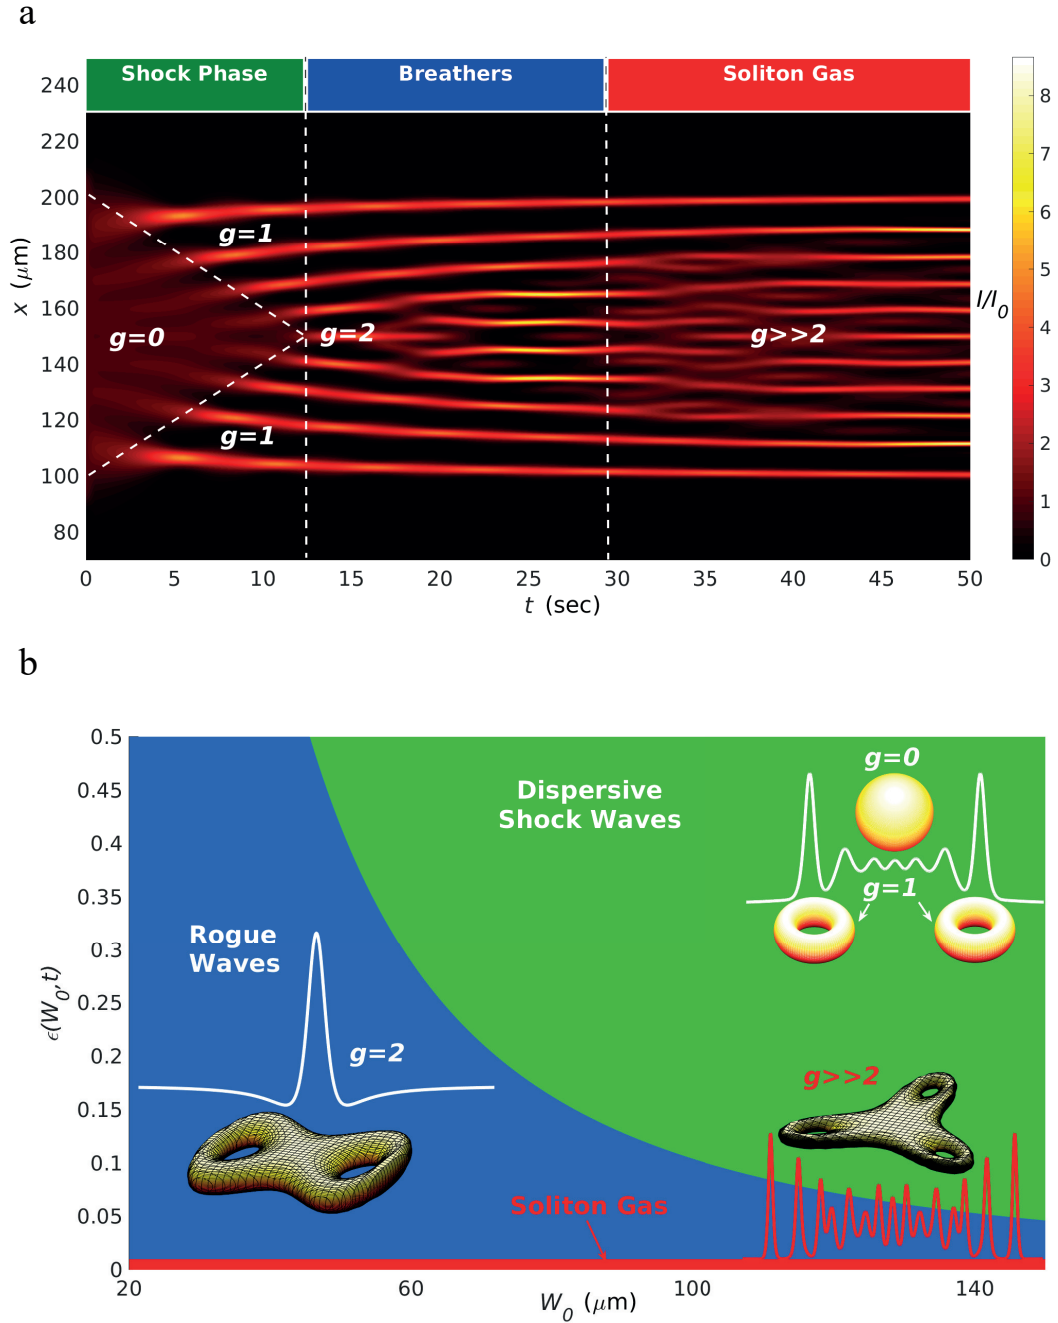 a
Shock Phase
Breathers
Soliton Gas
240
220
200
180
160
140
120
100
80
x (μm)
g=1
g=0
g=2
g>>2
g=1
0 5 10 15 20 25 30 35 40 45 50
t (sec)
8
7
6
5
4
3
2
1
0
I/I0
b
0.5
0.45
0.4
0.35
0.3
0.25
0.2
0.15
0.1
0.05
0
ϵ(W0,t)
Dispersive
Shock Waves
g=0
g=1
Rogue
Waves
g=2
g>>2
Soliton Gas
20 60 100 140
W0 (μm)